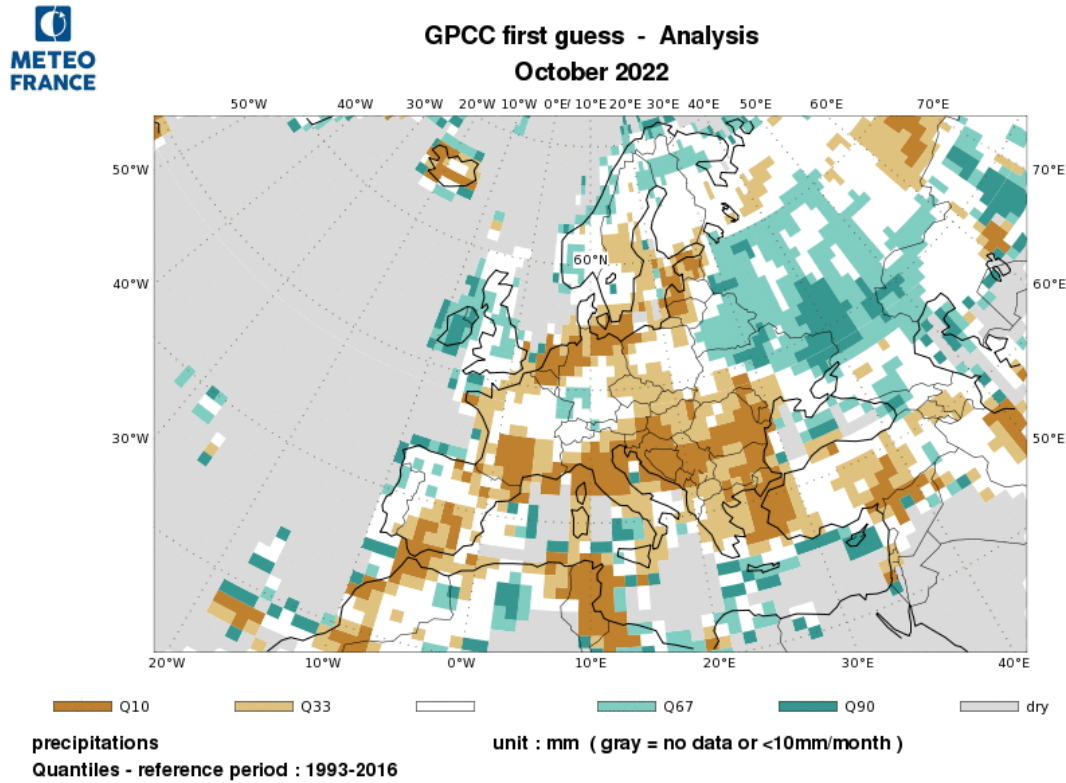 METEO
FRANCE
GPCC first guess - Analysis
October 2022
50°W 40°W 30°W 20°W 10°W 0°E 10°E 20°E 30°E 40°E 50°E 60°E 70°E
50°W 70°E
60°N
40°W 60°E
30°W 50°E
20°W 10°W 0°W 10°E 20°E 30°E 40°E
Q10 Q33 Q67 Q90 dry
precipitations unit : mm ( gray = no data or <10mm/month )
Quantiles - reference period : 1993-2016